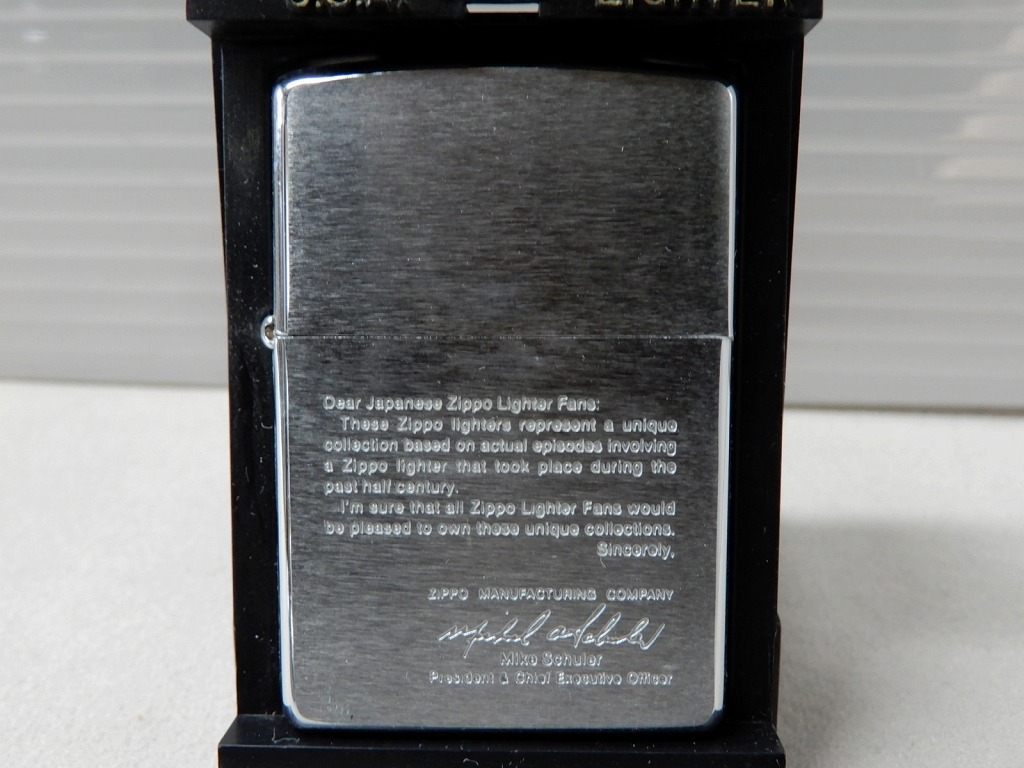 U.S.A.
LIGHTER
Dear Japanese Zippo Lighter Fans:
These Zippo lighters represent a unique
collection based on actual episodes involving
a Zippo lighter that took place during the
past half century.
I'm sure that all Zippo Lighter Fans would
be pleased to own these unique collections.
Sincerely,
ZIPPO MANUFACTURING COMPANY
Mike Schuler
President & Chief Executive Officer